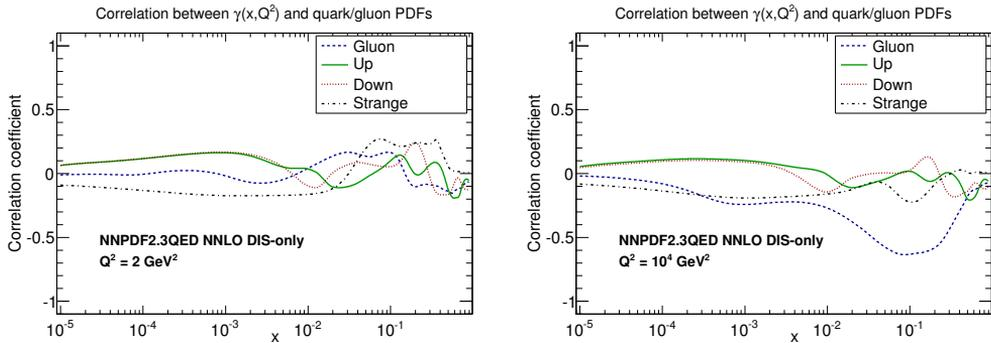 Correlation between γ(x,Q²) and quark/gluon PDFs
Correlation coefficient
1
0.5
0
-0.5
-1
Gluon
Up
Down
Strange
NNPDF2.3QED NNLO DIS-only
Q² = 2 GeV²
10⁻⁵
10⁻⁴
10⁻³
10⁻²
10⁻¹
x
Correlation between γ(x,Q²) and quark/gluon PDFs
Correlation coefficient
1
0.5
0
-0.5
-1
Gluon
Up
Down
Strange
NNPDF2.3QED NNLO DIS-only
Q² = 10⁴ GeV²
10⁻⁵
10⁻⁴
10⁻³
10⁻²
10⁻¹
x